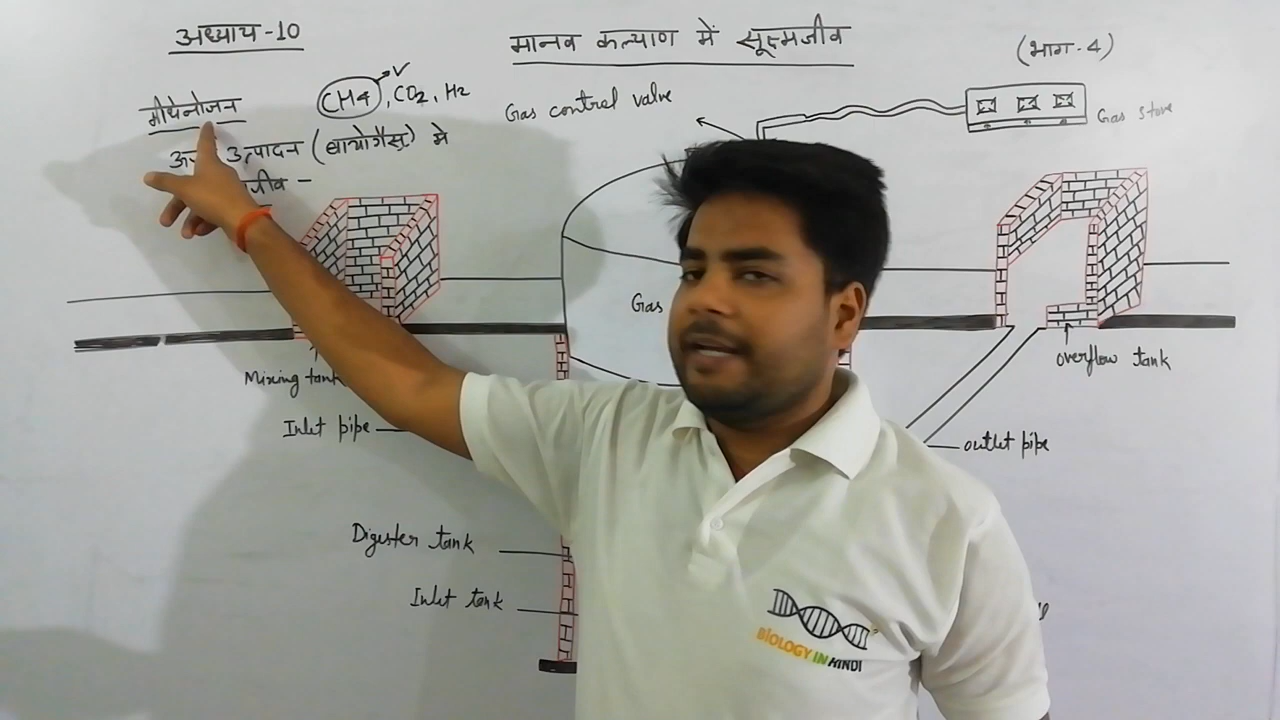 अध्याय-10
मानव कल्याण में सूक्ष्मजीव
(भाग-4)
मीथेनोजन
CH4, CO2, H2
V
उत्पादन (बायोगैस) में
जीव -
Gas control valve
Gas stove
Gas
Mixing tank
Inlet pipe
overflow tank
outlet pipe
Digester tank
Inlet tank
BIOLOGY IN HINDI